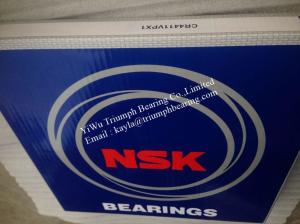 CR4411VPX1
YiWu Triumph Bearing Co.,Limited
Email : kayla@triumphbearing.com
NSK
BEARINGS